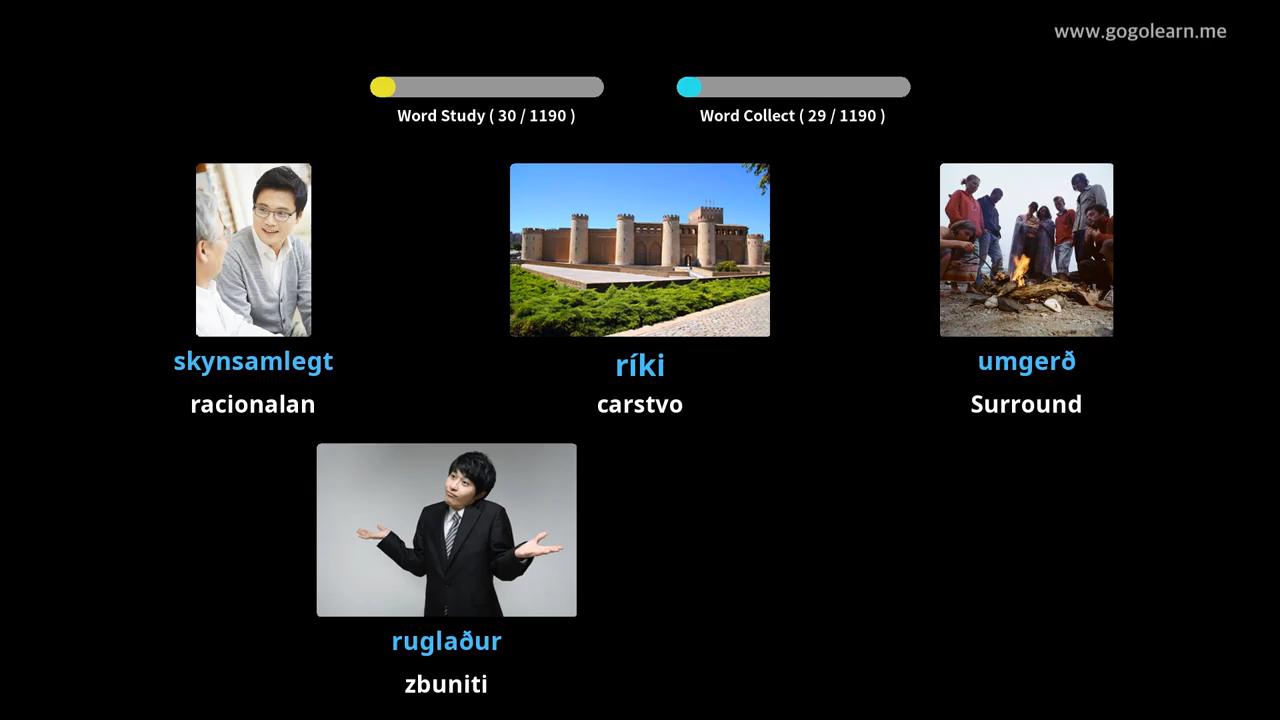 www.gogolearn.me
Word Study ( 30 / 1190 )
Word Collect ( 29 / 1190 )
skynsamlegt
racionalan
ríki
carstvo
umgerð
Surround
ruglaður
zbuniti